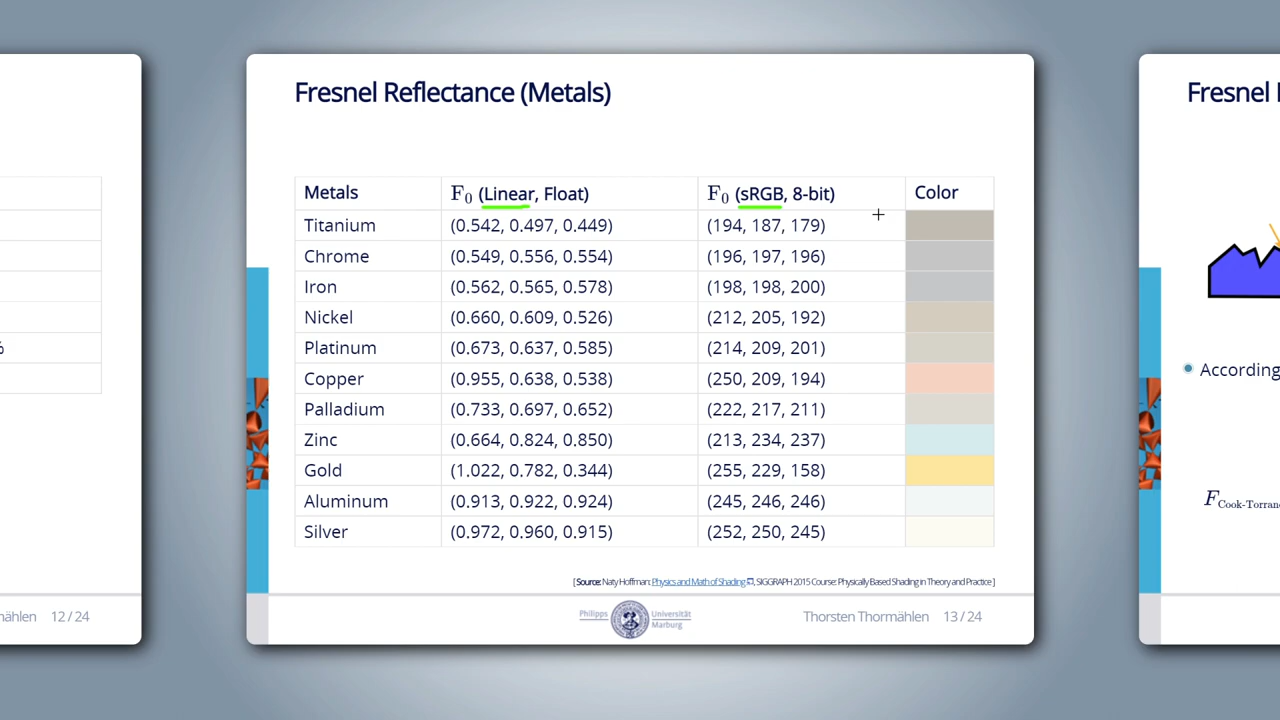 Fresnel Reflectance (Metals)
Fresnel
Metals F0 (Linear, Float) F0 (sRGB, 8-bit) Color
Titanium (0.542, 0.497, 0.449) (194, 187, 179)
Chrome (0.549, 0.556, 0.554) (196, 197, 196)
Iron (0.562, 0.565, 0.578) (198, 198, 200)
Nickel (0.660, 0.609, 0.526) (212, 205, 192)
Platinum (0.673, 0.637, 0.585) (214, 209, 201)
Copper (0.955, 0.638, 0.538) (250, 209, 194)
Palladium (0.733, 0.697, 0.652) (222, 217, 211)
Zinc (0.664, 0.824, 0.850) (213, 234, 237)
Gold (1.022, 0.782, 0.344) (255, 229, 158)
Aluminum (0.913, 0.922, 0.924) (245, 246, 246)
Silver (0.972, 0.960, 0.915) (252, 250, 245)
[ Source: Naty Hoffman: Physics and Math of Shading, SIGGRAPH 2015 Course: Physically Based Shading in Theory and Practice ]
Philipps Universität
Marburg
Thorsten Thormählen 13 / 24
%
12 / 24
According